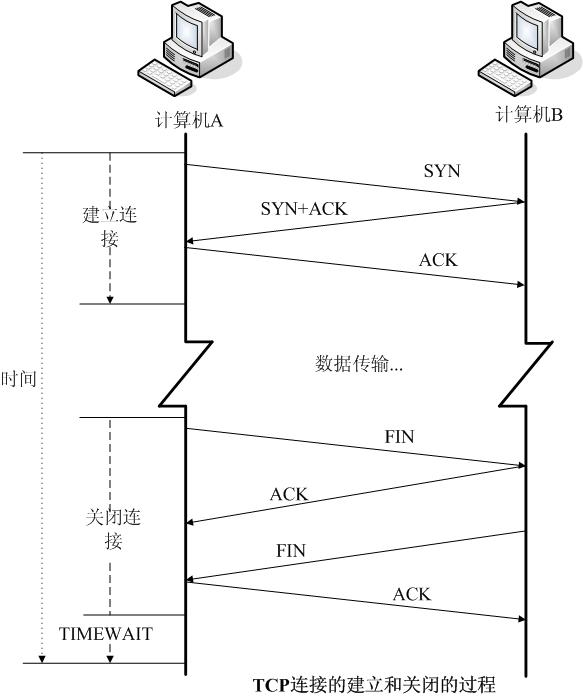 计算机A
计算机B
SYN
SYN+ACK
建立连
接
ACK
数据传输...
时间
FIN
ACK
关闭连
接
FIN
ACK
TIMEWAIT
TCP连接的建立和关闭的过程